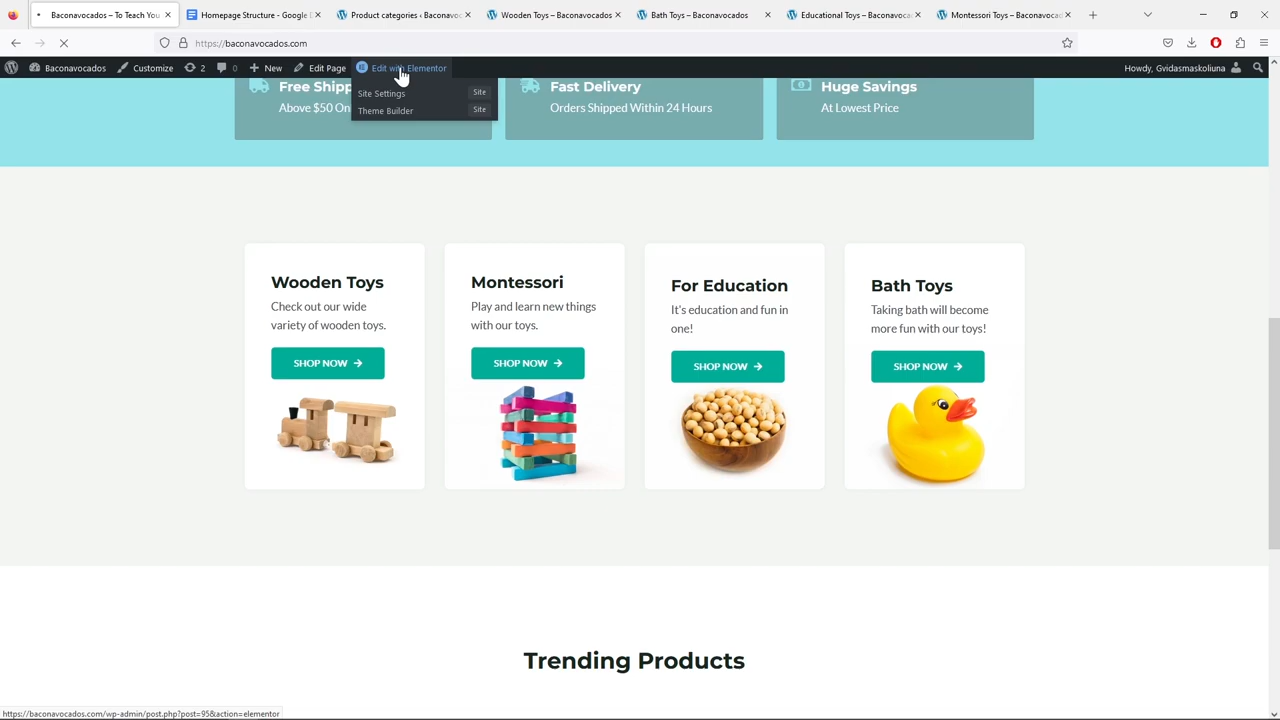 Baconavocados – To Teach You
Homepage Structure - Google
Product categories ‹ Baconavo
Wooden Toys – Baconavocados
Bath Toys – Baconavocados
Educational Toys – Baconavoc
Montessori Toys – Baconavoca
https://baconavocados.com
Baconavocados
Customize
2
0
New
Edit Page
Edit with Elementor
Howdy, Gvidasmaskoliuna
Site Settings
Site
Theme Builder
Site
Free Shipp
Above $50 On
Fast Delivery
Orders Shipped Within 24 Hours
Huge Savings
At Lowest Price
Wooden Toys
Check out our wide
variety of wooden toys.
SHOP NOW →
Montessori
Play and learn new things
with our toys.
SHOP NOW →
For Education
It's education and fun in
one!
SHOP NOW →
Bath Toys
Taking bath will become
more fun with our toys!
SHOP NOW →
Trending Products
https://baconavocados.com/wp-admin/post.php?post=95&action=elementor